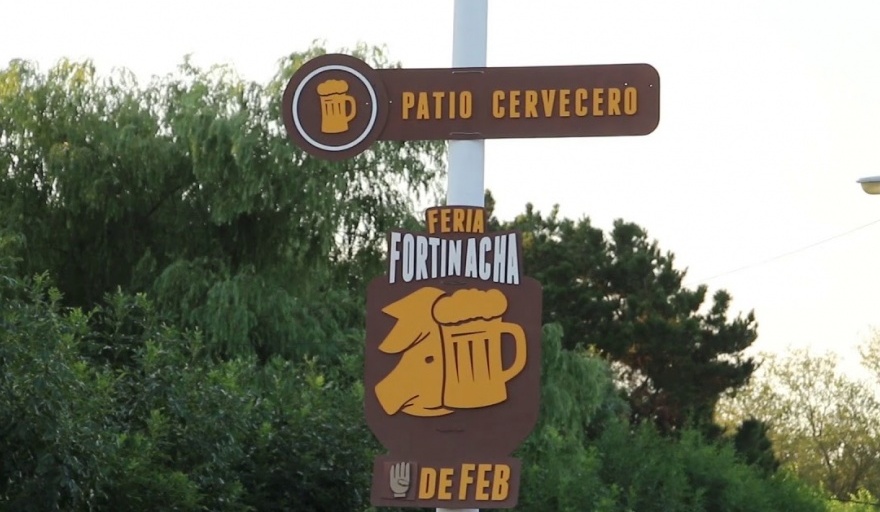 PATIO CERVECERO
FERIA
FORTINACHA
DE FEB